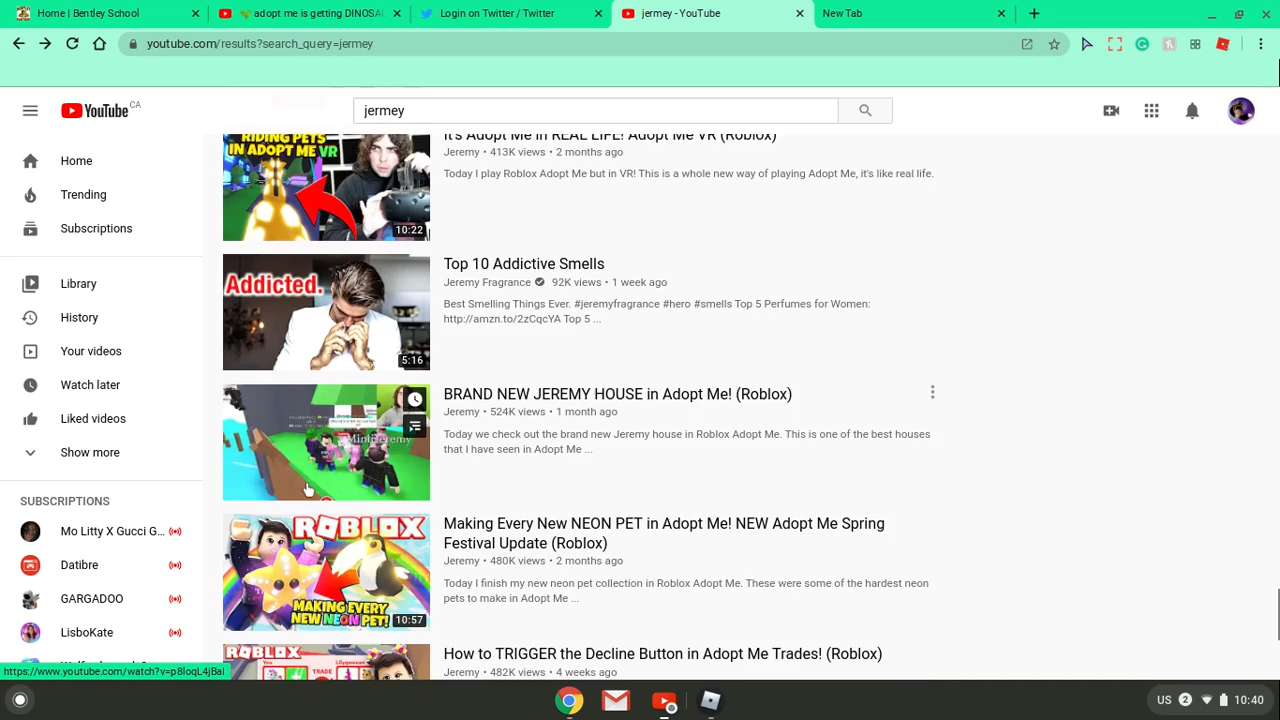 Home | Bentley School
adopt me is getting DINOSA
Login on Twitter / Twitter
jermey - YouTube
New Tab
youtube.com/results?search_query=jermey
YouTube CA
jermey
Home
Trending
Subscriptions
Library
History
Your videos
Watch later
Liked videos
Show more
SUBSCRIPTIONS
Mo Litty X Gucci G...
Datibre
GARGADOO
LisboKate
https://www.youtube.com/watch?v=p8loqL4jBaI
RIDING PETS
IN ADOPT ME VR
10:22
It's Adopt Me in REAL LIFE! Adopt Me VR (Roblox)
Jeremy • 413K views • 2 months ago
Today I play Roblox Adopt Me but in VR! This is a whole new way of playing Adopt Me, it's like real life.
Addicted.
5:16
Top 10 Addictive Smells
Jeremy Fragrance 92K views • 1 week ago
Best Smelling Things Ever. #jeremyfragrance #hero #smells Top 5 Perfumes for Women:
http://amzn.to/2zCqcYA Top 5 ...
MiniJeremy
BRAND NEW JEREMY HOUSE in Adopt Me! (Roblox)
Jeremy • 524K views • 1 month ago
Today we check out the brand new Jeremy house in Roblox Adopt Me. This is one of the best houses
that I have seen in Adopt Me ...
ROBLOX
MAKING EVERY
NEW NEON PET!
10:57
Making Every New NEON PET in Adopt Me! NEW Adopt Me Spring
Festival Update (Roblox)
Jeremy • 480K views • 2 months ago
Today I finish my new neon pet collection in Roblox Adopt Me. These were some of the hardest neon
pets to make in Adopt Me ...
ROBLOX
TRADE
How to TRIGGER the Decline Button in Adopt Me Trades! (Roblox)
Jeremy • 482K views • 4 weeks ago
US 2 10:40